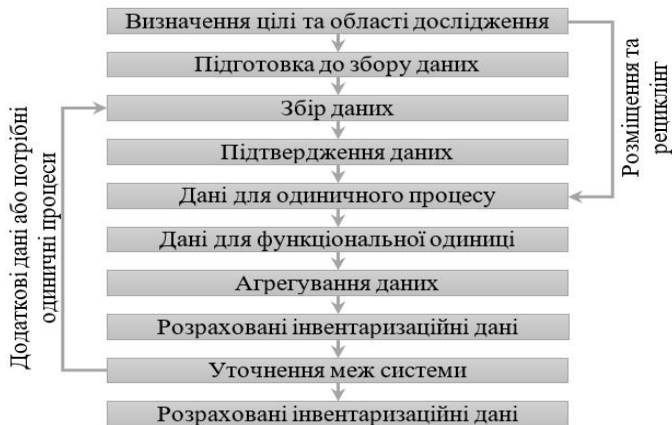 Визначення цілі та області дослідження
Підготовка до збору даних
Збір даних
Підтвердження даних
Дані для одиничного процесу
Дані для функціональної одиниці
Агрегування даних
Розраховані інвентаризаційні дані
Уточнення меж системи
Розраховані інвентаризаційні дані
Додаткові дані або потрібні
одиничні процеси
Розміщення та
рециклінг